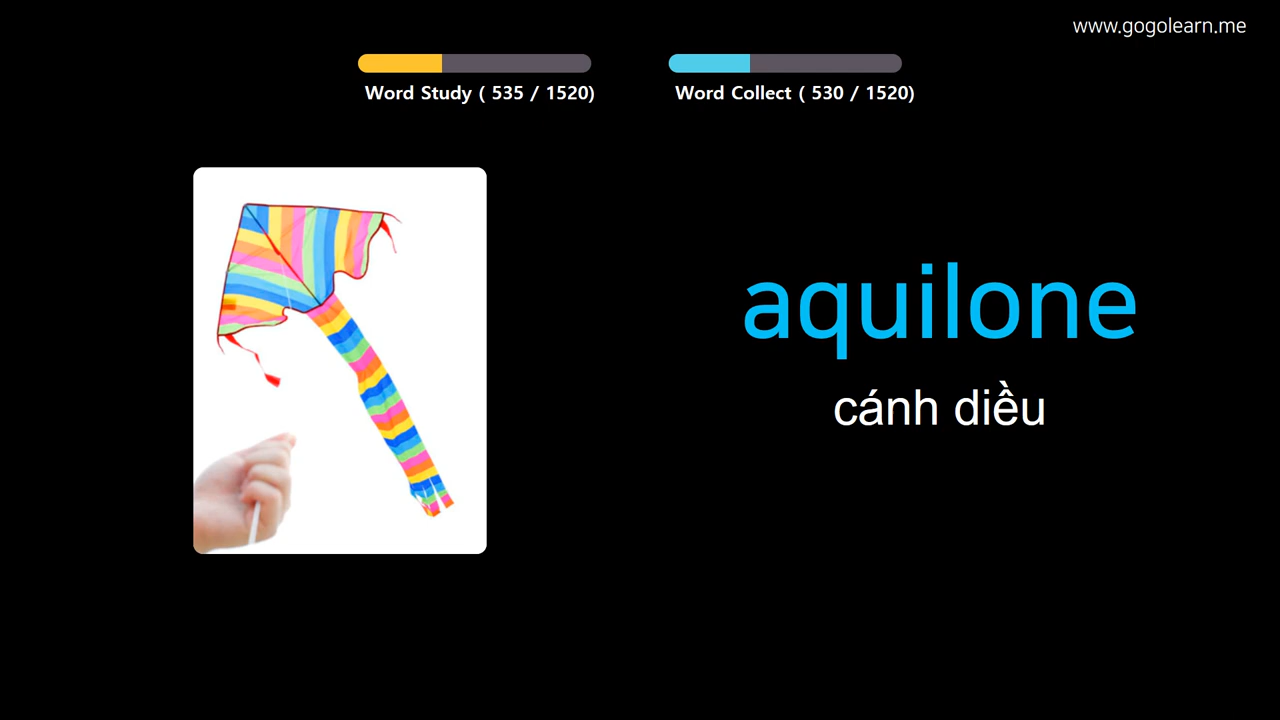 www.gogolearn.me
Word Study ( 535 / 1520)
Word Collect ( 530 / 1520)
aquilone
cánh diều